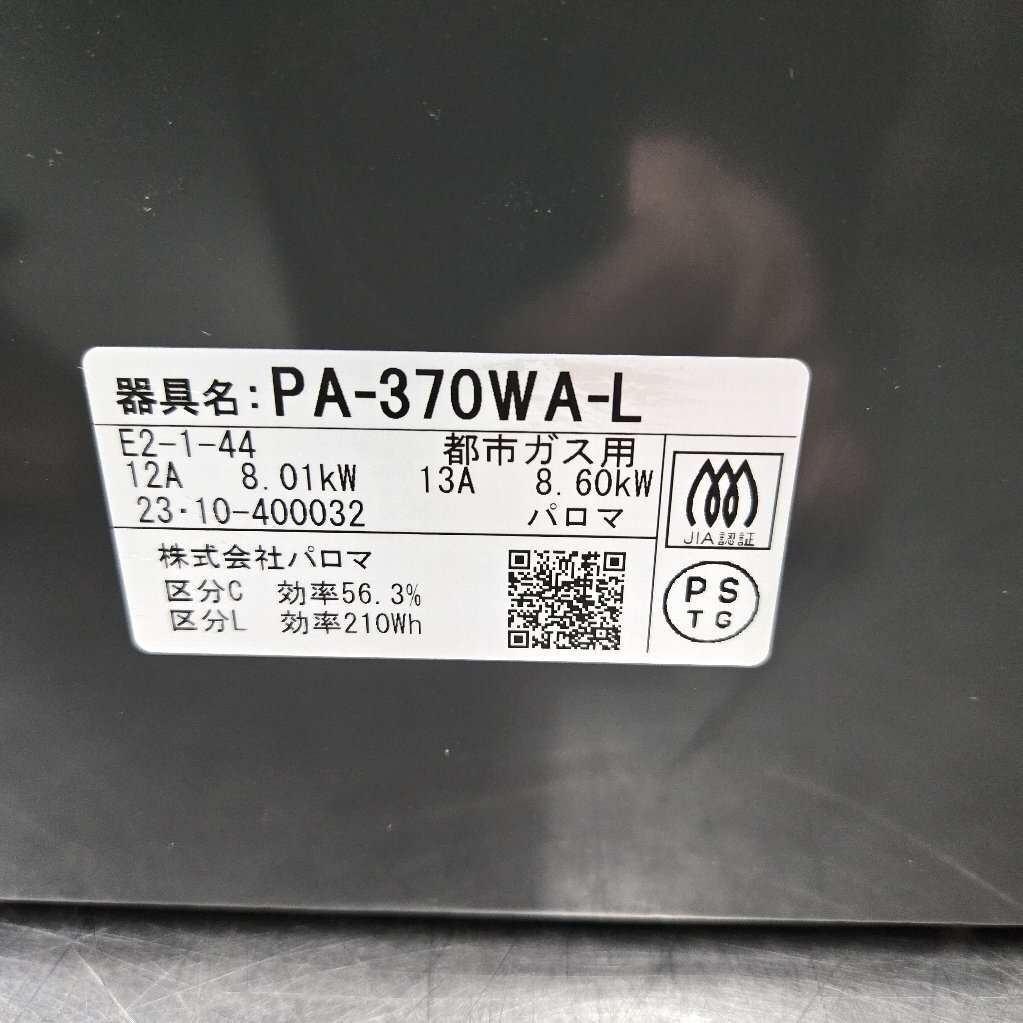 器具名:PA-370WA-L
E2-1-44 都市ガス用
12A 8.01kW 13A 8.60kW
23·10-400032 パロマ
JIA認証
株式会社パロマ
区分C 効率56.3%
区分L 効率210Wh
PS
TG